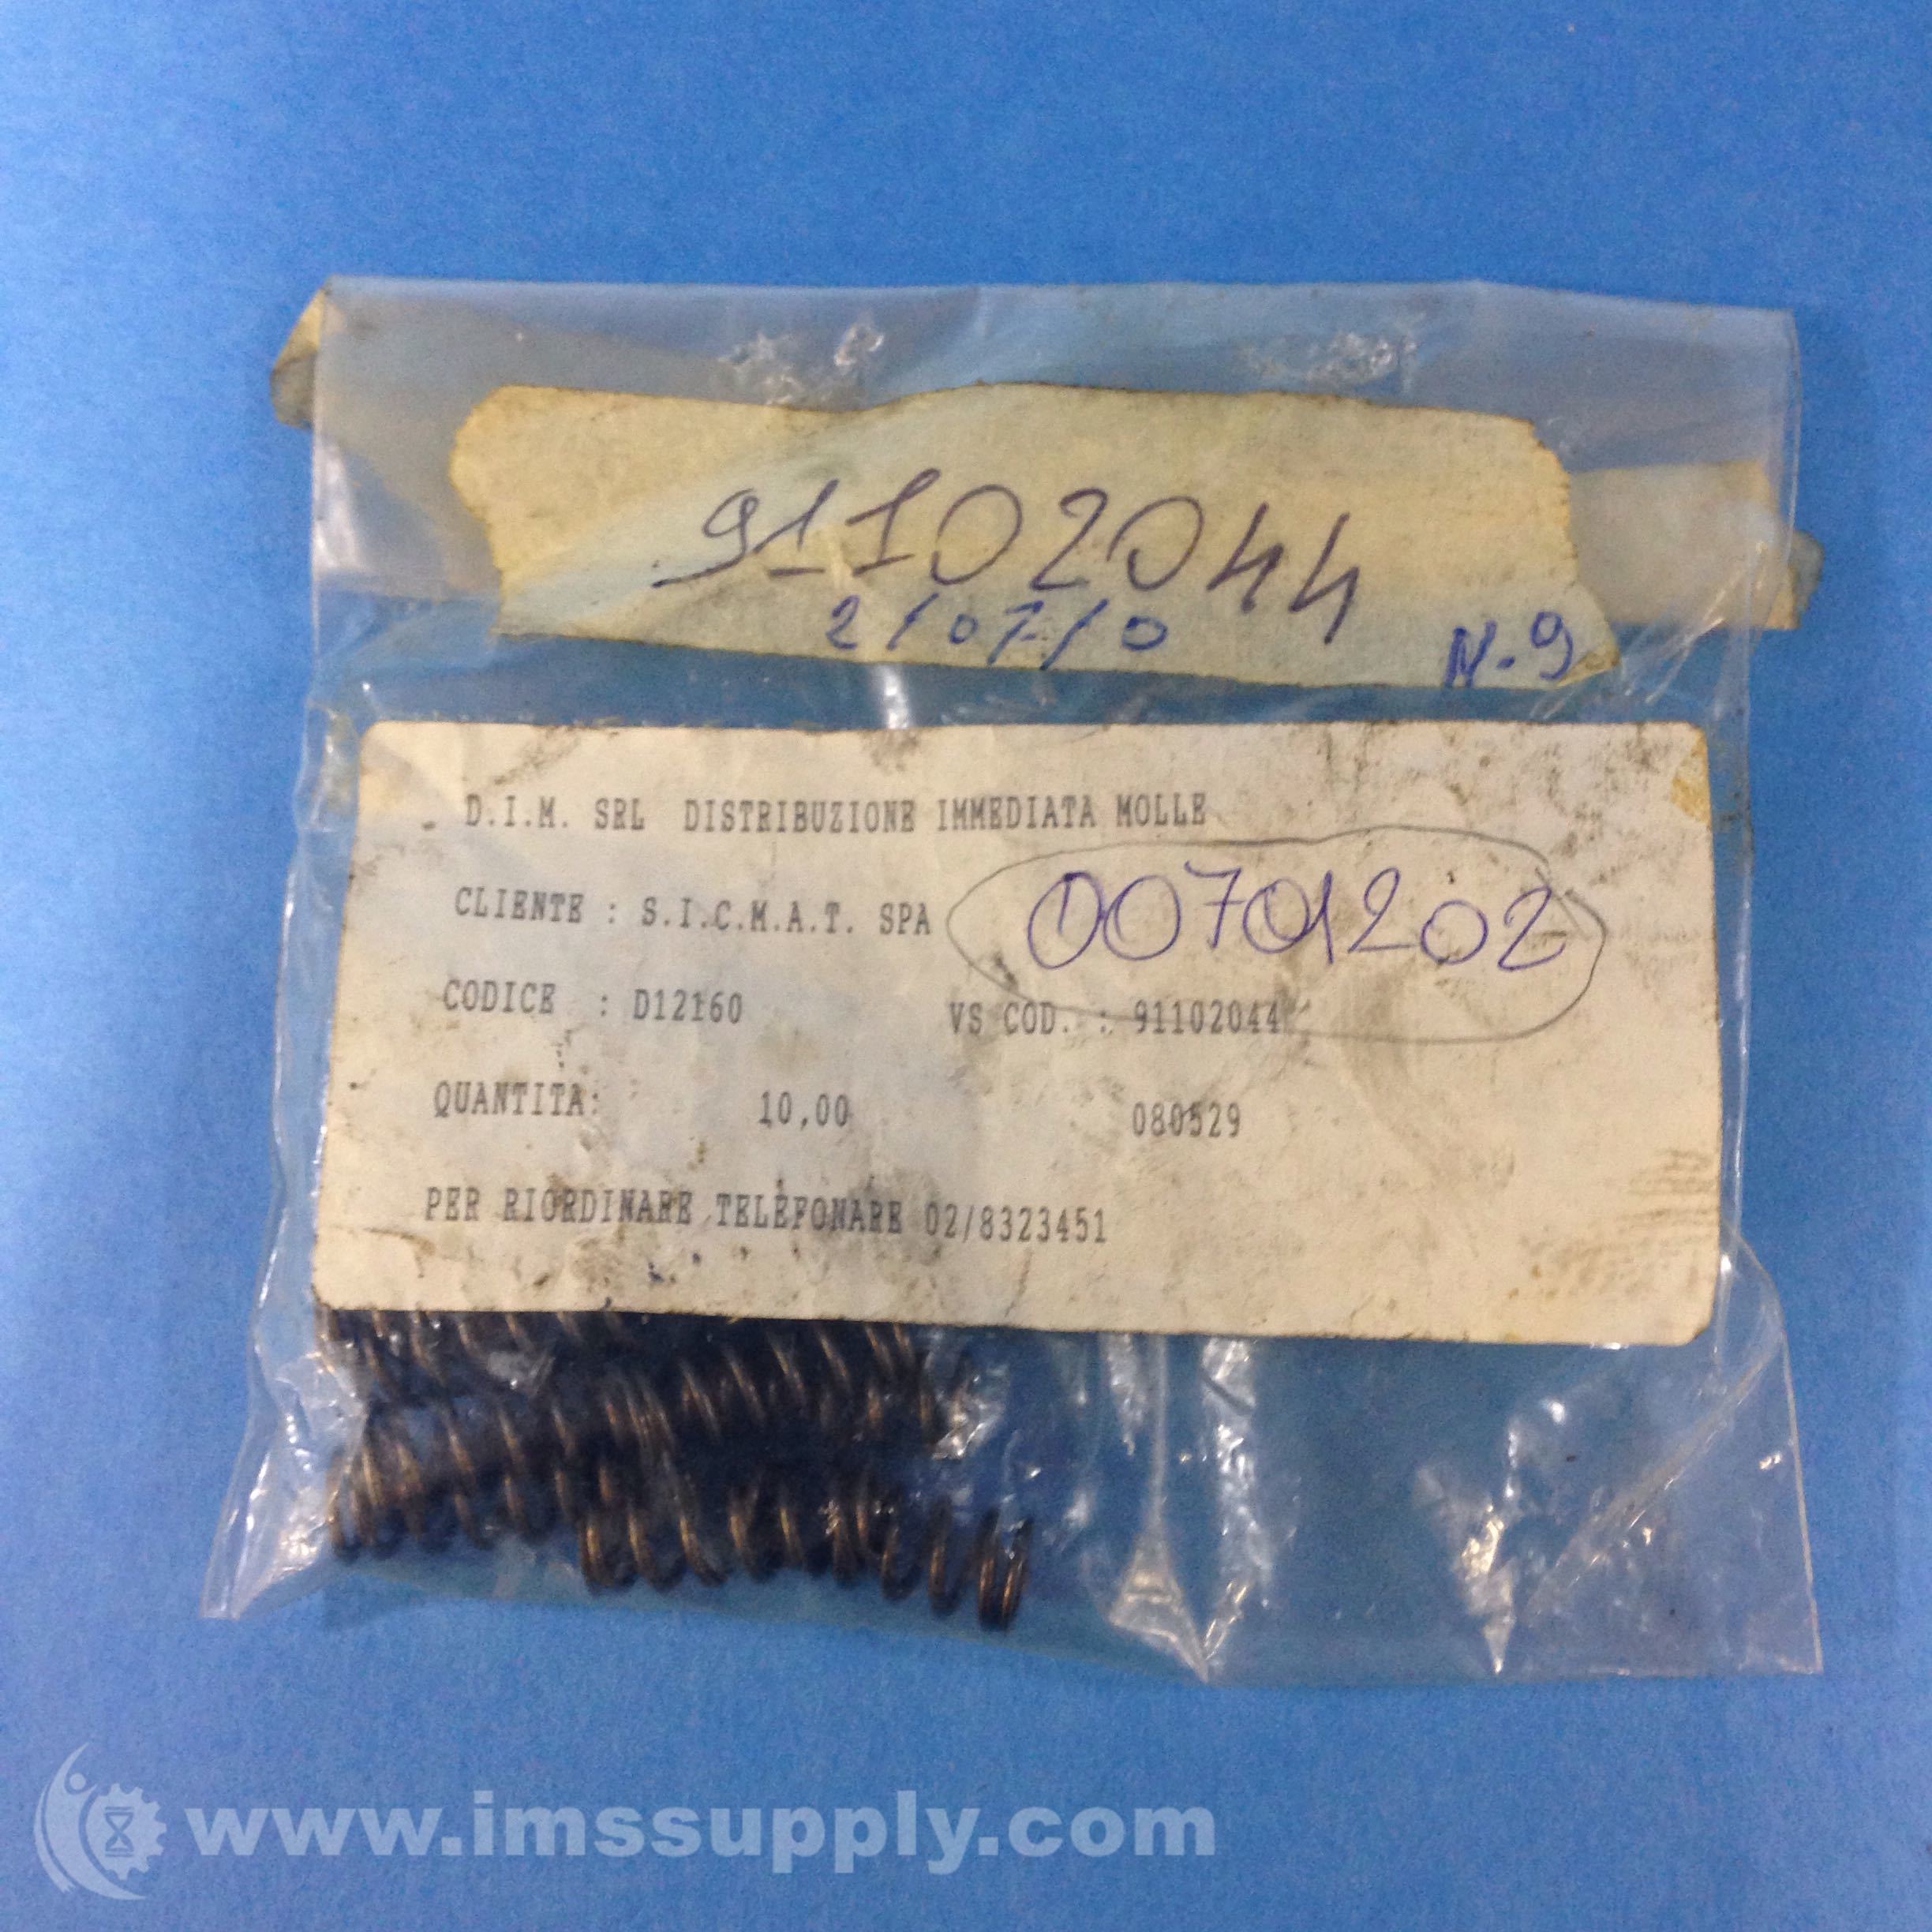 91102044
2/07/0 N.9
D.I.M. SRL DISTRIBUZIONE IMMEDIATA MOLLE
CLIENTE : S.I.C.M.A.T. SPA 00701202
CODICE : D12160 VS COD. : 91102044
QUANTITA: 10,00 080529
PER RIORDINARE TELEFONARE 02/8323451
www.imssupply.com